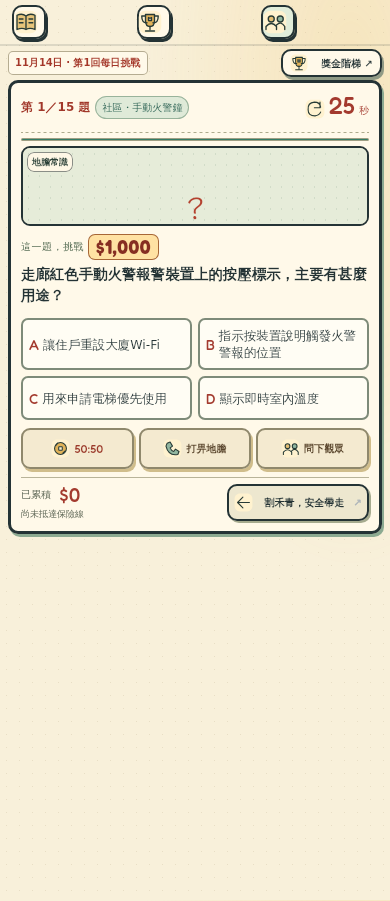 11月14日・第1回每日挑戰
獎金階梯 ↗
第 1／15 題
社區・手動火警鐘
25 秒
地膽常識
?
這一題，挑戰
$1,000
走廊紅色手動火警報警裝置上的按壓標示，主要有甚麼
用途？
A 讓住戶重設大廈Wi-Fi
B 指示按裝置說明觸發火警
警報的位置
C 用來申請電梯優先使用
D 顯示即時室內溫度
50:50
打畀地膽
問下觀眾
已累積 $0
尚未抵達保險線
割禾青，安全帶走 ↗